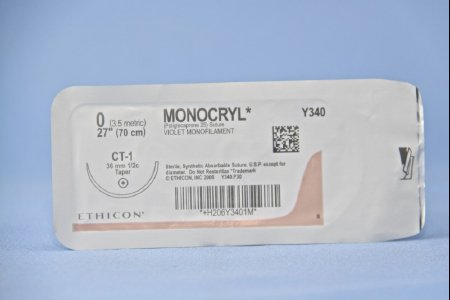 0 (3.5 metric)
27" (70 cm)
MONOCRYL*
(Poliglecaprone 25) Suture
VIOLET MONOFILAMENT
Y340
CT-1
36 mm 1/2c
Taper
Sterile, Synthetic Absorbable Suture, U.S.P. except for
diameter. Do Not Resterilize *Trademark
© ETHICON, INC 2005 Y340.P30
ETHICON
*+H206Y3401M*